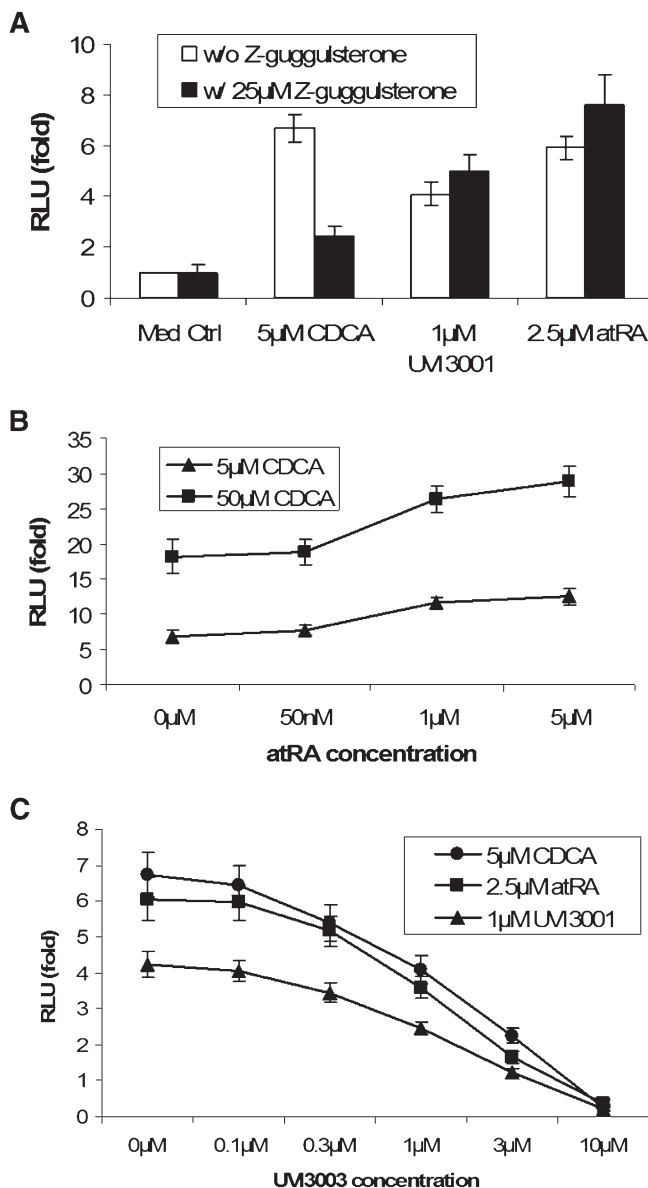 A
w/o Z-guggulsterone
w/ 25µM Z-guggulsterone
RLU (fold)
10
8
6
4
2
0
Med Ctrl
5µM CDCA
1µM
UVI3001
2.5µM atRA
B
5µM CDCA
50µM CDCA
RLU (fold)
35
30
25
20
15
10
5
0
0µM
50nM
1µM
5µM
atRA concentration
C
5µM CDCA
2.5µM atRA
1µM UVI3001
RLU (fold)
8
7
6
5
4
3
2
1
0
0µM
0.1µM
0.3µM
1µM
3µM
10µM
UVI3003 concentration